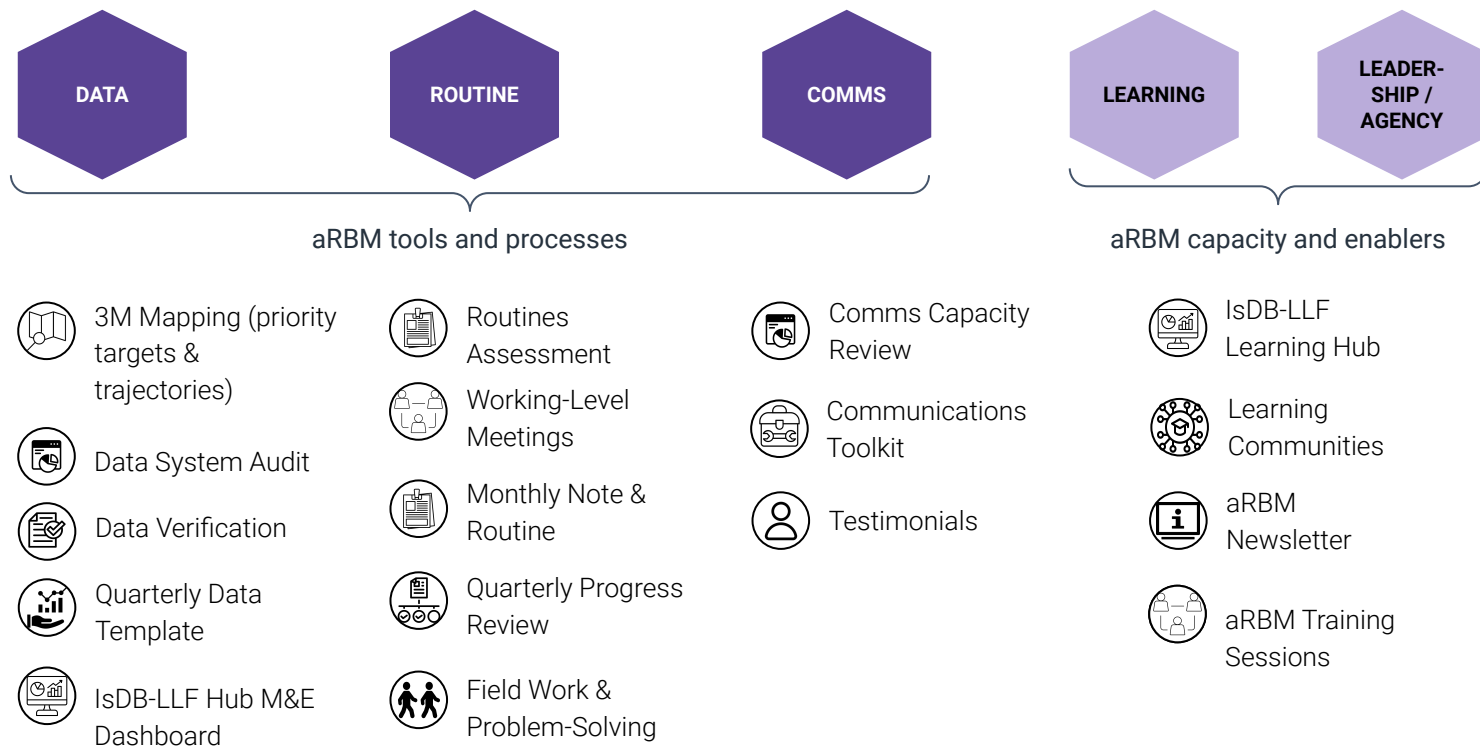 DATA
ROUTINE
COMMS
LEARNING
LEADER-
SHIP /
AGENCY
aRBM tools and processes
aRBM capacity and enablers
3M Mapping (priority
targets &
trajectories)
Data System Audit
Data Verification
Quarterly Data
Template
IsDB-LLF Hub M&E
Dashboard
Routines
Assessment
Working-Level
Meetings
Monthly Note &
Routine
Quarterly Progress
Review
Field Work &
Problem-Solving
Comms Capacity
Review
Communications
Toolkit
Testimonials
IsDB-LLF
Learning Hub
Learning
Communities
aRBM
Newsletter
aRBM Training
Sessions